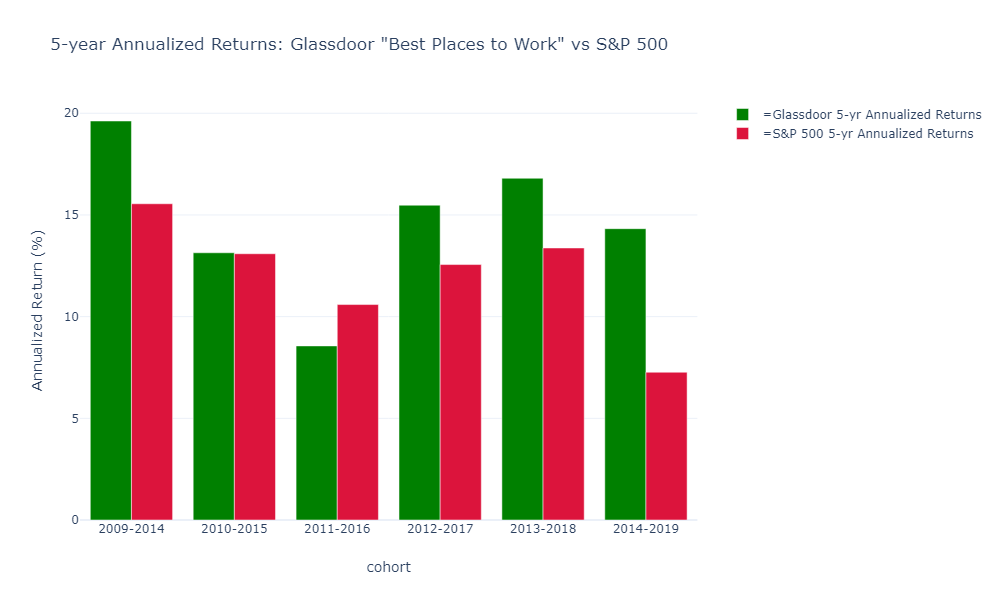 5-year Annualized Returns: Glassdoor "Best Places to Work" vs S&P 500
=Glassdoor 5-yr Annualized Returns
=S&P 500 5-yr Annualized Returns
Annualized Return (%)
20
15
10
5
0
2009-2014
2010-2015
2011-2016
2012-2017
2013-2018
2014-2019
cohort